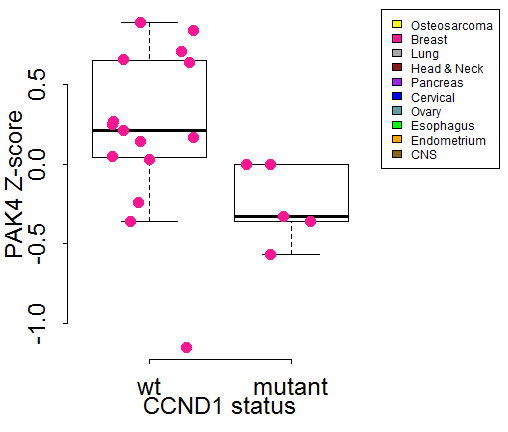 PAK4 Z-score
0.5
0.0
-0.5
-1.0
wt mutant
CCND1 status
Osteosarcoma
Breast
Lung
Head & Neck
Pancreas
Cervical
Ovary
Esophagus
Endometrium
CNS